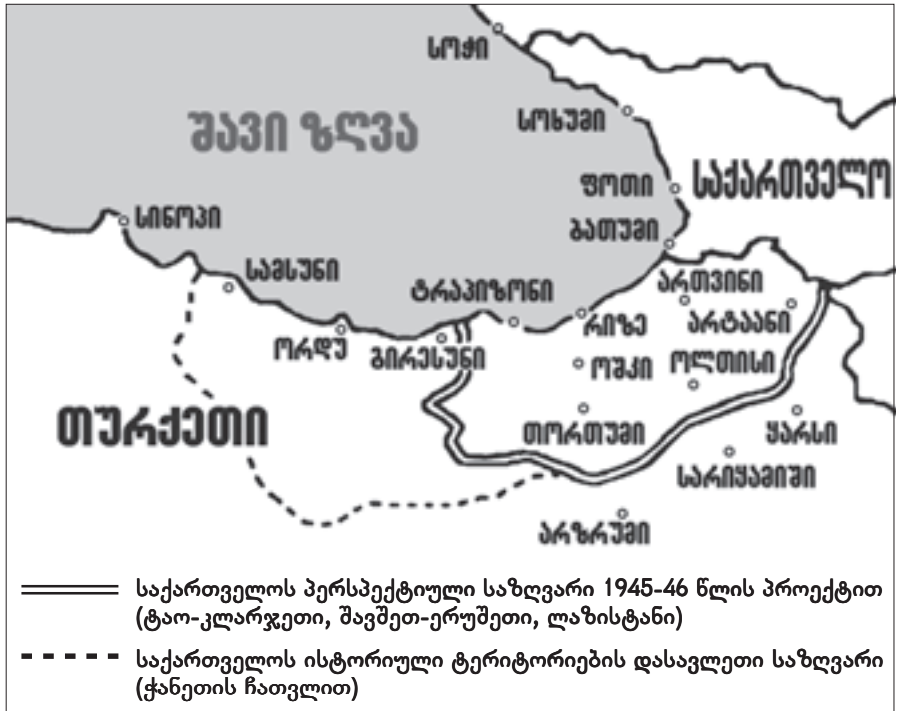 სოჭი
სოხუმი
შავი ზღვა
ფოთი
საქართველო
ბათუმი
სინოპი
სამსუნი
ტრაპიზონი
ართვინი
რიზე
არტაანი
ორდუ
გირესუნი
ოშკი
ოლთისი
თურქეთი
თორთუმი
ყარსი
სარიყამიში
არზრუმი
საქართველოს პერსპექტიული საზღვარი 1945-46 წლის პროექტით
(ტაო-კლარჯეთი, შავშეთ-ერუშეთი, ლაზისტანი)
საქართველოს ისტორიული ტერიტორიების დასავლეთი საზღვარი
(ჭანეთის ჩათვლით)